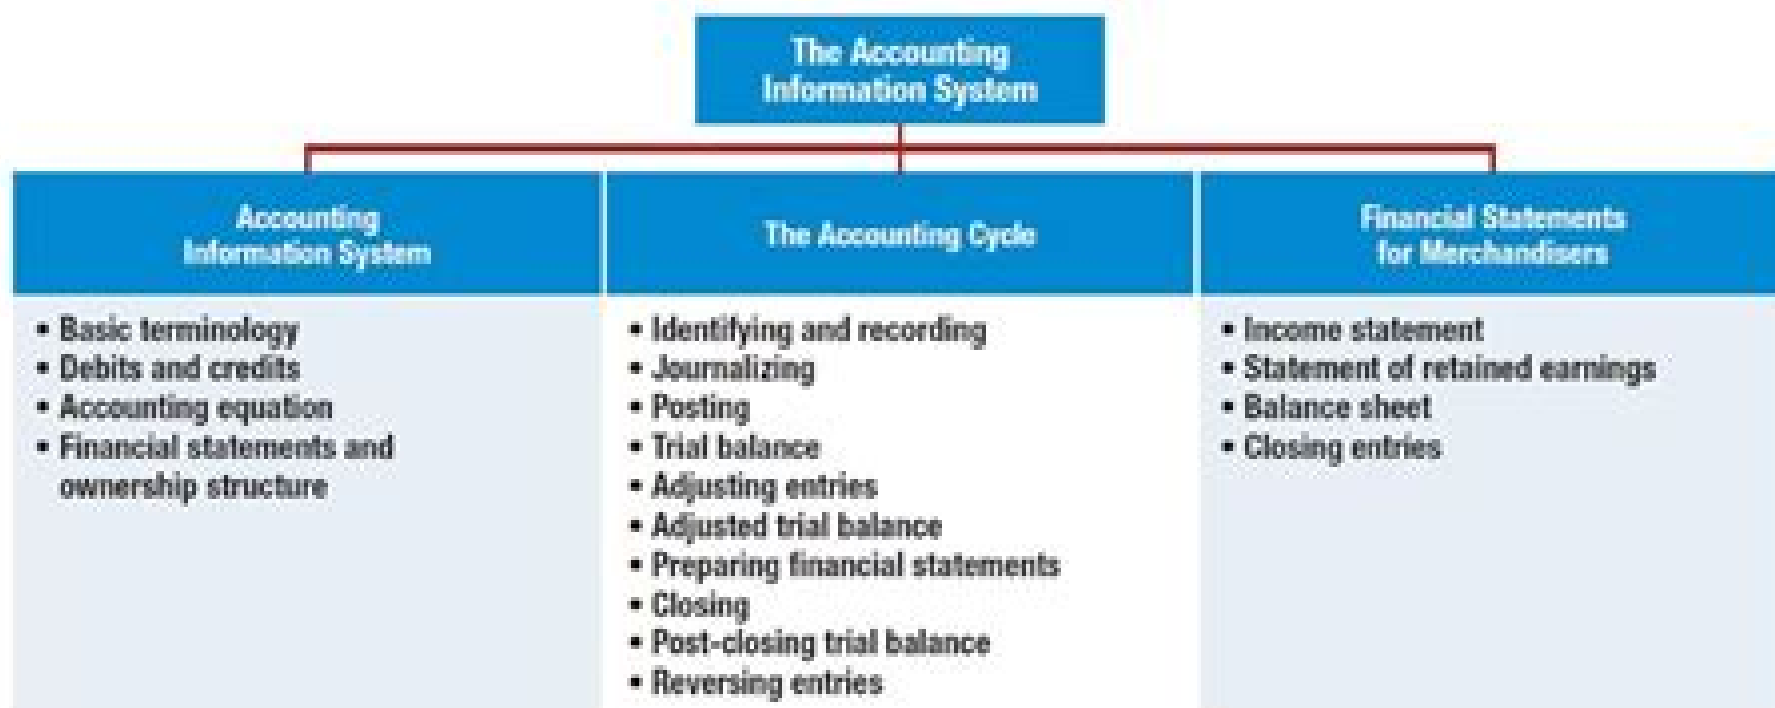 The Accounting
Information System
Accounting
Information System
• Basic terminology
• Debits and credits
• Accounting equation
• Financial statements and
ownership structure
The Accounting Cycle
• Identifying and recording
• Journalizing
• Posting
• Trial balance
• Adjusting entries
• Adjusted trial balance
• Preparing financial statements
• Closing
• Post-closing trial balance
• Reversing entries
Financial Statements
for Merchandisers
• Income statement
• Statement of retained earnings
• Balance sheet
• Closing entries